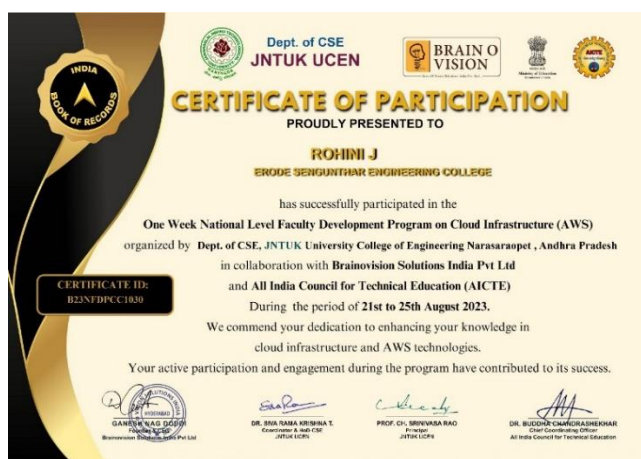 INDIA
BOOK OF RECORDS
Dept. of CSE
JNTUK UCEN
BRAIN O
VISION
AICTE
CERTIFICATE OF PARTICIPATION
PROUDLY PRESENTED TO
ROHINI J
ERODE SENGUNTHAR ENGINEERING COLLEGE
has successfully participated in the
One Week National Level Faculty Development Program on Cloud Infrastructure (AWS)
organized by Dept. of CSE, JNTUK University College of Engineering Narasaraopet , Andhra Pradesh
in collaboration with Brainovision Solutions India Pvt Ltd
and All India Council for Technical Education (AICTE)
During the period of 21st to 25th August 2023.
We commend your dedication to enhancing your knowledge in
cloud infrastructure and AWS technologies.
Your active participation and engagement during the program have contributed to its success.
CERTIFICATE ID:
B23NFDPCC1030
HYDERABAD
GANESH NAG DODDI
Founder & CEO
Brainovision Solutions India Pvt Ltd
DR. SIVA RAMA KRISHNA T.
Coordinator & HoD CSE
JNTUK UCEN
PROF. CH. SRINIVASA RAO
Principal
JNTUK UCEN
DR. BUDDHA CHANDRASHEKHAR
Chief Coordinating Officer
All India Council for Technical Education